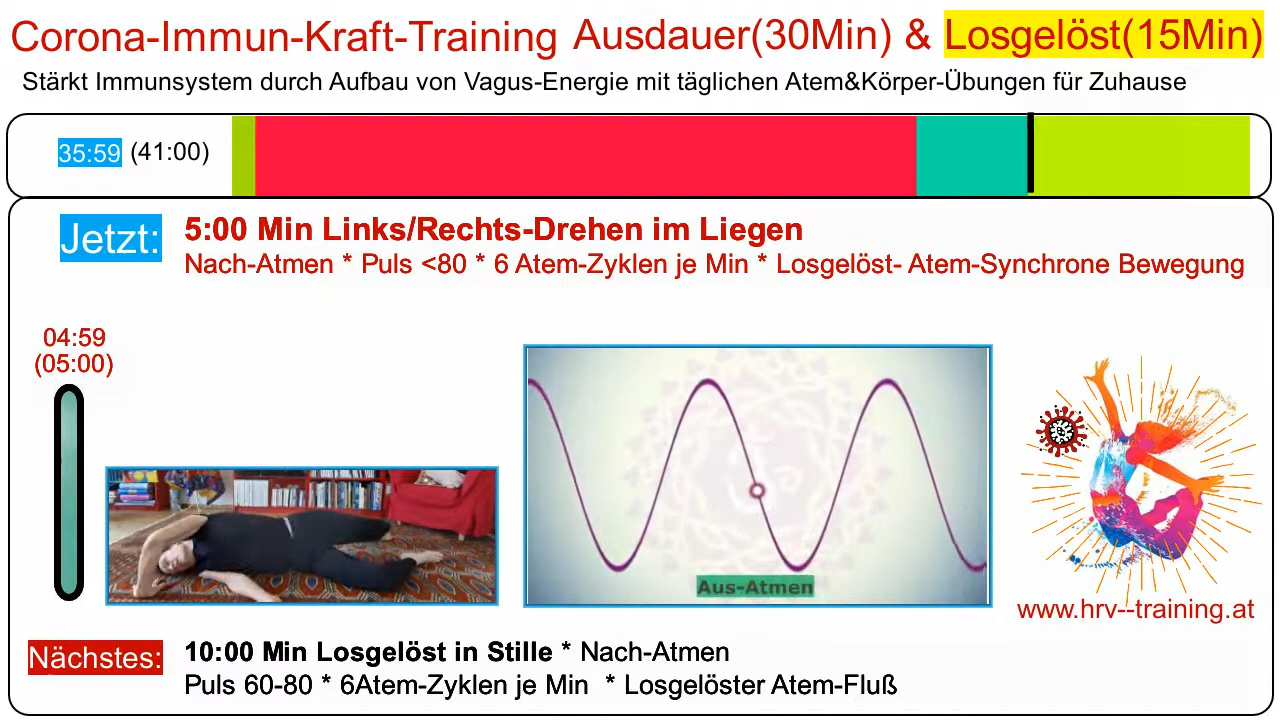 Corona-Immun-Kraft-Training Ausdauer(30Min) & Losgelöst(15Min)
Stärkt Immunsystem durch Aufbau von Vagus-Energie mit täglichen Atem&Körper-Übungen für Zuhause
35:59 (41:00)
Jetzt: 5:00 Min Links/Rechts-Drehen im Liegen
Nach-Atmen * Puls <80 * 6 Atem-Zyklen je Min * Losgelöst- Atem-Synchrone Bewegung
04:59
(05:00)
Aus-Atmen
www.hrv--training.at
Nächstes: 10:00 Min Losgelöst in Stille * Nach-Atmen
Puls 60-80 * 6Atem-Zyklen je Min * Losgelöster Atem-Fluß